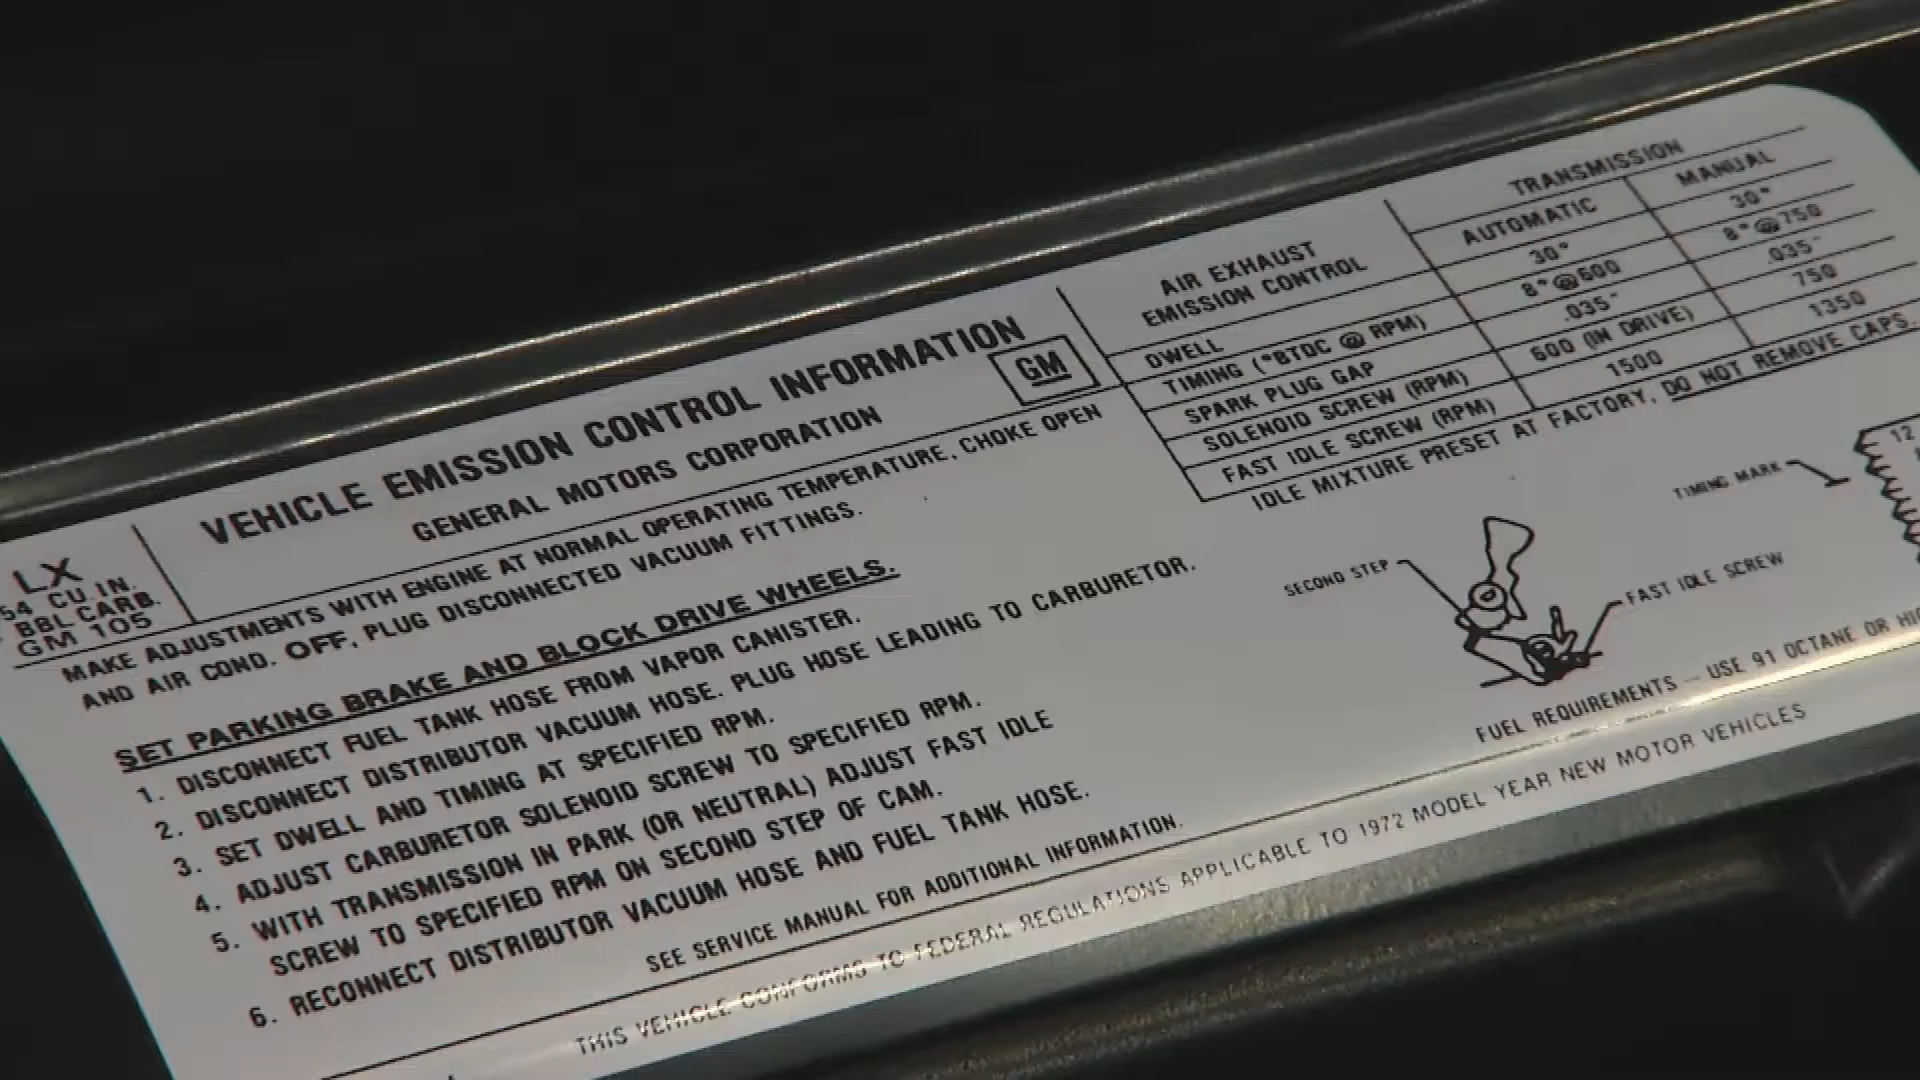 LX
54 CU. IN.
BBL CARB.
GM 105
VEHICLE EMISSION CONTROL INFORMATION
GENERAL MOTORS CORPORATION
GM
MAKE ADJUSTMENTS WITH ENGINE AT NORMAL OPERATING TEMPERATURE, CHOKE OPEN
AND AIR COND. OFF, PLUG DISCONNECTED VACUUM FITTINGS.
SET PARKING BRAKE AND BLOCK DRIVE WHEELS.
1. DISCONNECT FUEL TANK HOSE FROM VAPOR CANISTER.
2. DISCONNECT DISTRIBUTOR VACUUM HOSE. PLUG HOSE LEADING TO CARBURETOR.
3. SET DWELL AND TIMING AT SPECIFIED RPM.
4. ADJUST CARBURETOR SOLENOID SCREW TO SPECIFIED RPM.
5. WITH TRANSMISSION IN PARK (OR NEUTRAL) ADJUST FAST IDLE
SCREW TO SPECIFIED RPM ON SECOND STEP OF CAM.
6. RECONNECT DISTRIBUTOR VACUUM HOSE AND FUEL TANK HOSE.
SEE SERVICE MANUAL FOR ADDITIONAL INFORMATION.
AIR EXHAUST
EMISSION CONTROL
TRANSMISSION
AUTOMATIC MANUAL
DWELL 30° 30°
TIMING (°BTDC @ RPM) 8°@600 8°@750
SPARK PLUG GAP .035" .035"
SOLENOID SCREW (RPM) 600 (IN DRIVE) 750
FAST IDLE SCREW (RPM) 1500 1350
IDLE MIXTURE PRESET AT FACTORY, DO NOT REMOVE CAPS.
TIMING MARK
12
SECOND STEP
FAST IDLE SCREW
FUEL REQUIREMENTS -- USE 91 OCTANE OR
THIS VEHICLE CONFORMS TO FEDERAL REGULATIONS APPLICABLE TO 1972 MODEL YEAR NEW MOTOR VEHICLES